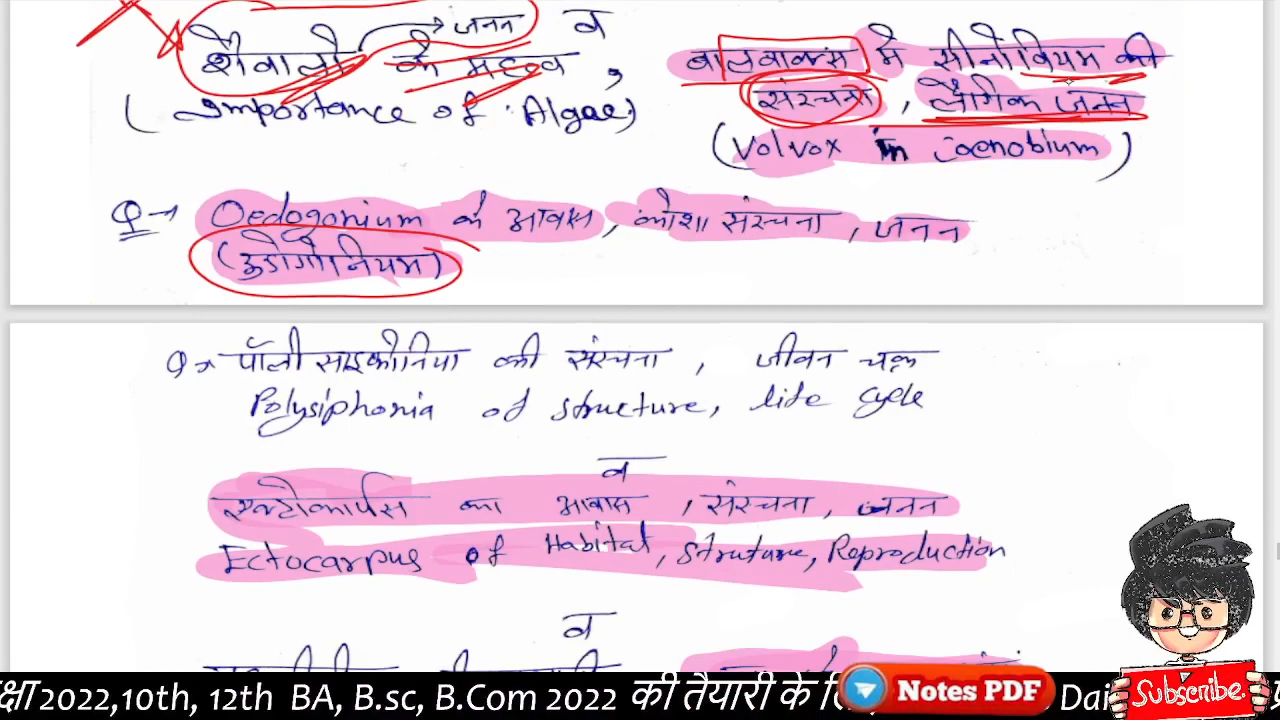 जनन व
शैवालो के महत्व,
(Importance of Algae)
वालवाक्स मे सीनोवियम की
संरचना, लैंगिक जनन
(Volvox in Coenobium)
Q→ Oedogonium के आवास, कोशा संरचना, जनन
(ऊडोगोनियम)
Q→ पॉलीसाइफोनिया की संरचना, जीवन चक्र
Polysiphonia of structure, life cycle
व
एक्टोकार्पस का आवास, संरचना, जनन
Ectocarpus of Habitat, Struture, Reproduction
व
क्षा 2022,10th, 12th BA, B.sc, B.Com 2022 की तैयारी के लि
Notes PDF
Dai
Subscribe